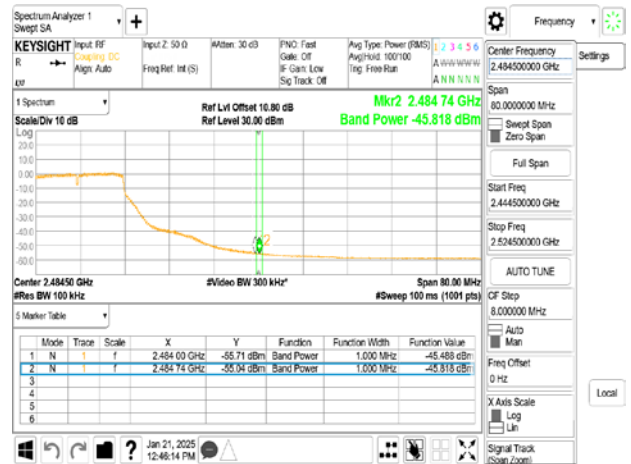 Spectrum Analyzer 1
Swept SA
Frequency
KEYSIGHT
R
Input: RF
Coupling: DC
Align: Auto
Input Z: 50 Ω
Freq Ref: Int (S)
#Atten: 30 dB
PNO: Fast
Gate: Off
IF Gain: Low
Sig Track: Off
Avg Type: Power (RMS)
Avg|Hold: 100/100
Trig: Free Run
1 2 3 4 5 6
A W W W W W
A N N N N N
Center Frequency
2.484500000 GHz
Settings
Span
80.0000000 MHz
Swept Span
Zero Span
Full Span
Start Freq
2.444500000 GHz
Stop Freq
2.524500000 GHz
AUTO TUNE
CF Step
8.000000 MHz
Auto
Man
Freq Offset
0 Hz
X Axis Scale
Log
Lin
Local
Signal Track
(Span Zoom)
1 Spectrum
Scale/Div 10 dB
Ref Lvl Offset 10.80 dB
Ref Level 30.00 dBm
Mkr2 2.484 74 GHz
Band Power -45.818 dBm
Log
20.0
10.0
0.00
-10.0
-20.0
-30.0
-40.0
-50.0
-60.0
2
Center 2.48450 GHz
#Res BW 100 kHz
#Video BW 300 kHz*
Span 80.00 MHz
#Sweep 100 ms (1001 pts)
5 Marker Table
Mode Trace Scale X Y Function Function Width Function Value
1 N 1 f 2.484 00 GHz -55.71 dBm Band Power 1.000 MHz -45.488 dBm
2 N 1 f 2.484 74 GHz -55.04 dBm Band Power 1.000 MHz -45.818 dBm
3
4
5
6
?
Jan 21, 2025
12:46:14 PM